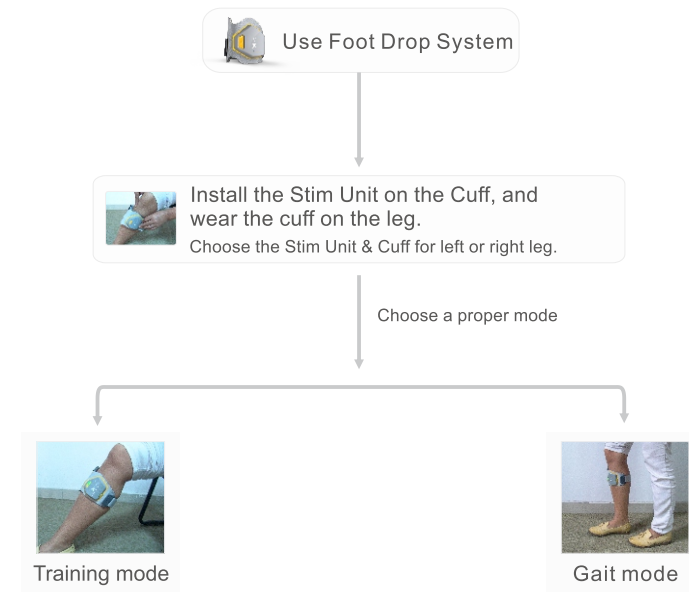 Use Foot Drop System
Install the Stim Unit on the Cuff, and
wear the cuff on the leg.
Choose the Stim Unit & Cuff for left or right leg.
Choose a proper mode
Training mode
Gait mode